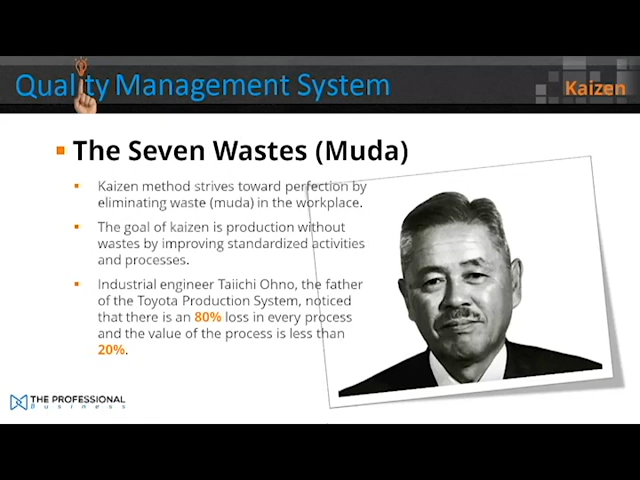 Quality Management System
Kaizen
The Seven Wastes (Muda)
Kaizen method strives toward perfection by
eliminating waste (muda) in the workplace.
The goal of kaizen is production without
wastes by improving standardized activities
and processes.
Industrial engineer Taiichi Ohno, the father
of the Toyota Production System, noticed
that there is an 80% loss in every process
and the value of the process is less than
20%.
THE PROFESSIONAL
Business